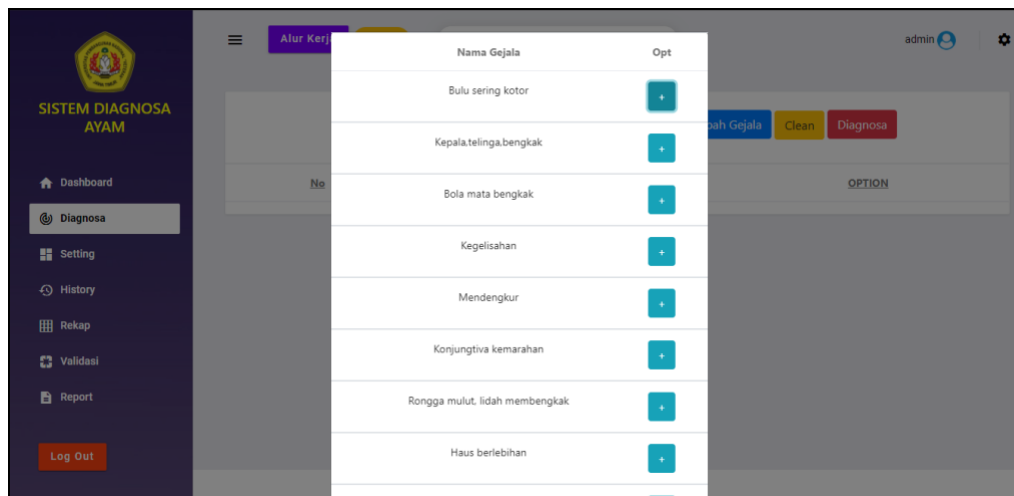 SISTEM DIAGNOSA
AYAM
Dashboard
Diagnosa
Setting
History
Rekap
Validasi
Report
Log Out
admin
Nama Gejala Opt
Bulu sering kotor +
Kepala,telinga,bengkak +
Bola mata bengkak +
Kegelisahan +
Mendengkur +
Konjungtiva kemarahan +
Rongga mulut, lidah membengkak +
Haus berlebihan +
Alur
Gejala Clean Diagnosa
No OPTION